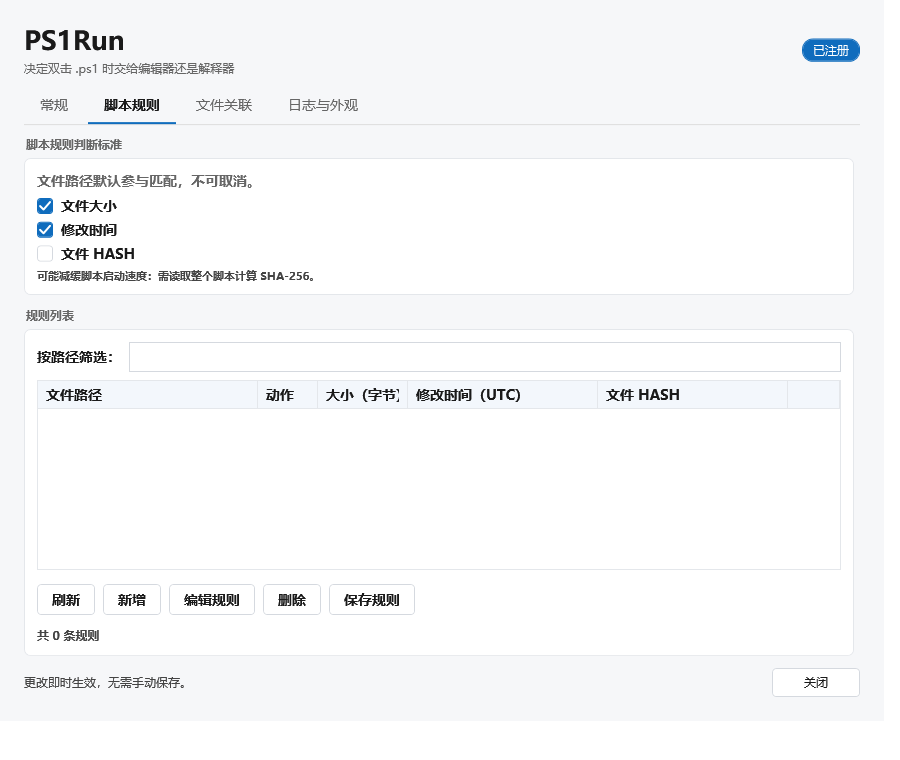 PS1Run
已注册
决定双击 .ps1 时交给编辑器还是解释器
常规 脚本规则 文件关联 日志与外观
脚本规则判断标准
文件路径默认参与匹配，不可取消。
文件大小
修改时间
文件 HASH
可能减缓脚本启动速度：需读取整个脚本计算 SHA-256。
规则列表
按路径筛选：
文件路径 动作 大小（字节） 修改时间（UTC） 文件 HASH
刷新 新增 编辑规则 删除 保存规则
共 0 条规则
更改即时生效，无需手动保存。 关闭